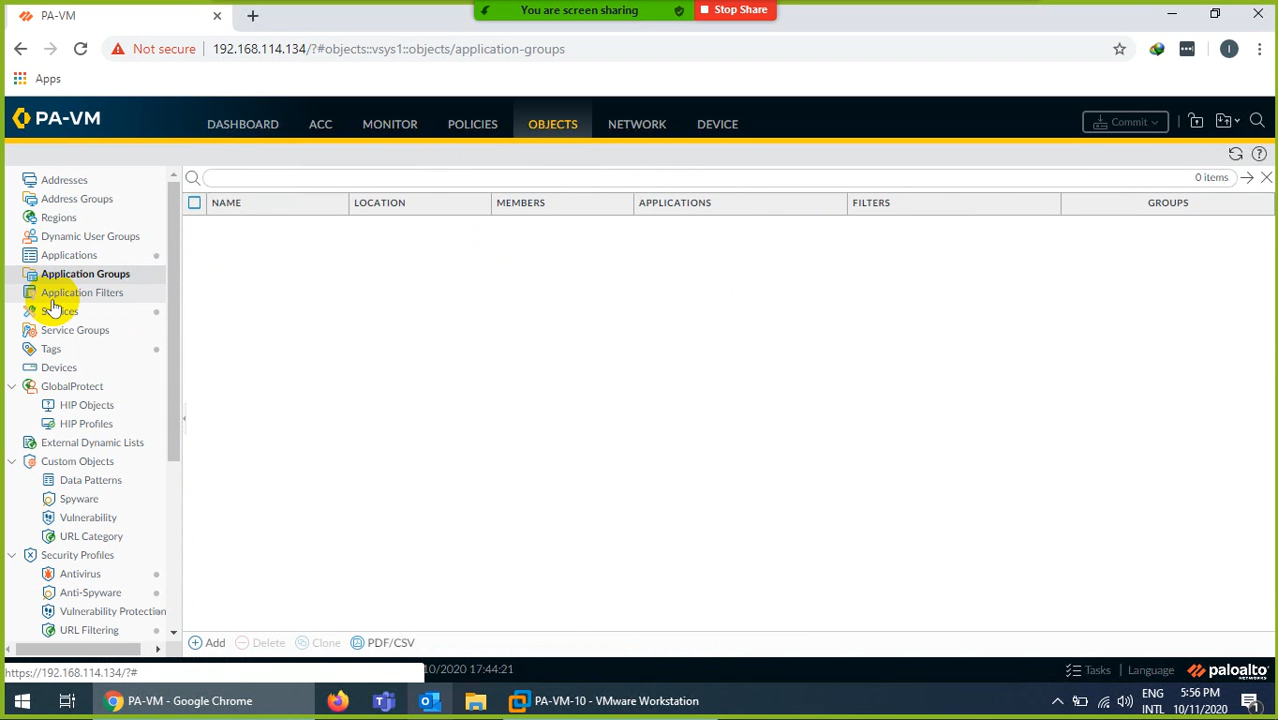 PA-VM
You are screen sharing
Stop Share
Not secure
192.168.114.134/?#objects::vsys1::objects/application-groups
Apps
PA-VM
DASHBOARD
ACC
MONITOR
POLICIES
OBJECTS
NETWORK
DEVICE
Commit
0 items
Addresses
Address Groups
Regions
Dynamic User Groups
Applications
Application Groups
Application Filters
Service Groups
Tags
Devices
GlobalProtect
HIP Objects
HIP Profiles
External Dynamic Lists
Custom Objects
Data Patterns
Spyware
Vulnerability
URL Category
Security Profiles
Antivirus
Anti-Spyware
Vulnerability Protection
URL Filtering
NAME
LOCATION
MEMBERS
APPLICATIONS
FILTERS
GROUPS
Add
Delete
Clone
PDF/CSV
https://192.168.114.134/?#
10/2020 17:44:21
Tasks
Language
paloalto
NETWORKS
PA-VM - Google Chrome
PA-VM-10 - VMware Workstation
ENG
INTL
5:56 PM
10/11/2020
1